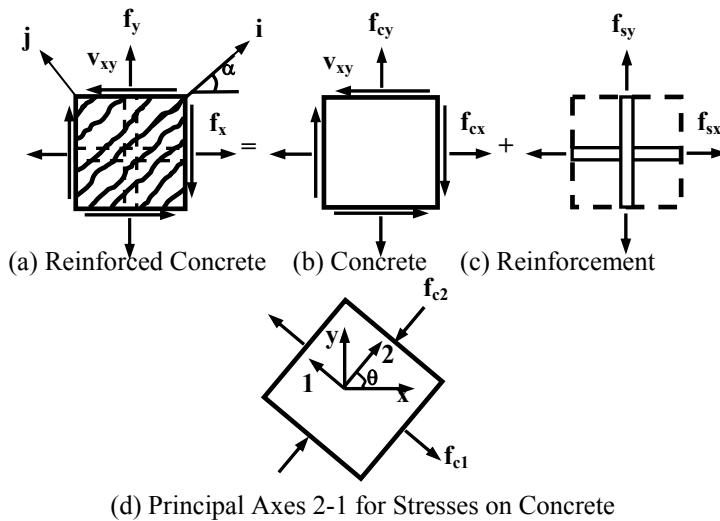 j f_y i f_cy f_sy
v_xy α v_xy
f_x = f_cx + f_sx
(a) Reinforced Concrete (b) Concrete (c) Reinforcement
f_c2
y 2
1 θ
x
f_c1
(d) Principal Axes 2-1 for Stresses on Concrete